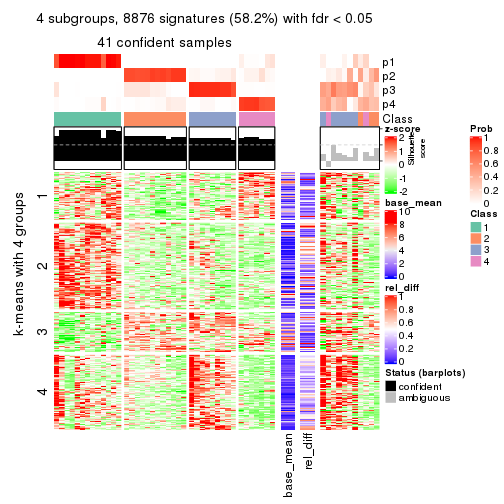 4 subgroups, 8876 signatures (58.2%) with fdr < 0.05
41 confident samples
p1
p2
p3
p4
Class
Silhouette
score
k-means with 4 groups
1
2
3
4
base_mean
rel_diff
z-score
2
1
0
-1
-2
base_mean
10
8
6
4
2
0
rel_diff
1
0.8
0.6
0.4
0.2
0
Status (barplots)
confident
ambiguous
Prob
1
0.8
0.6
0.4
0.2
0
Class
1
2
3
4